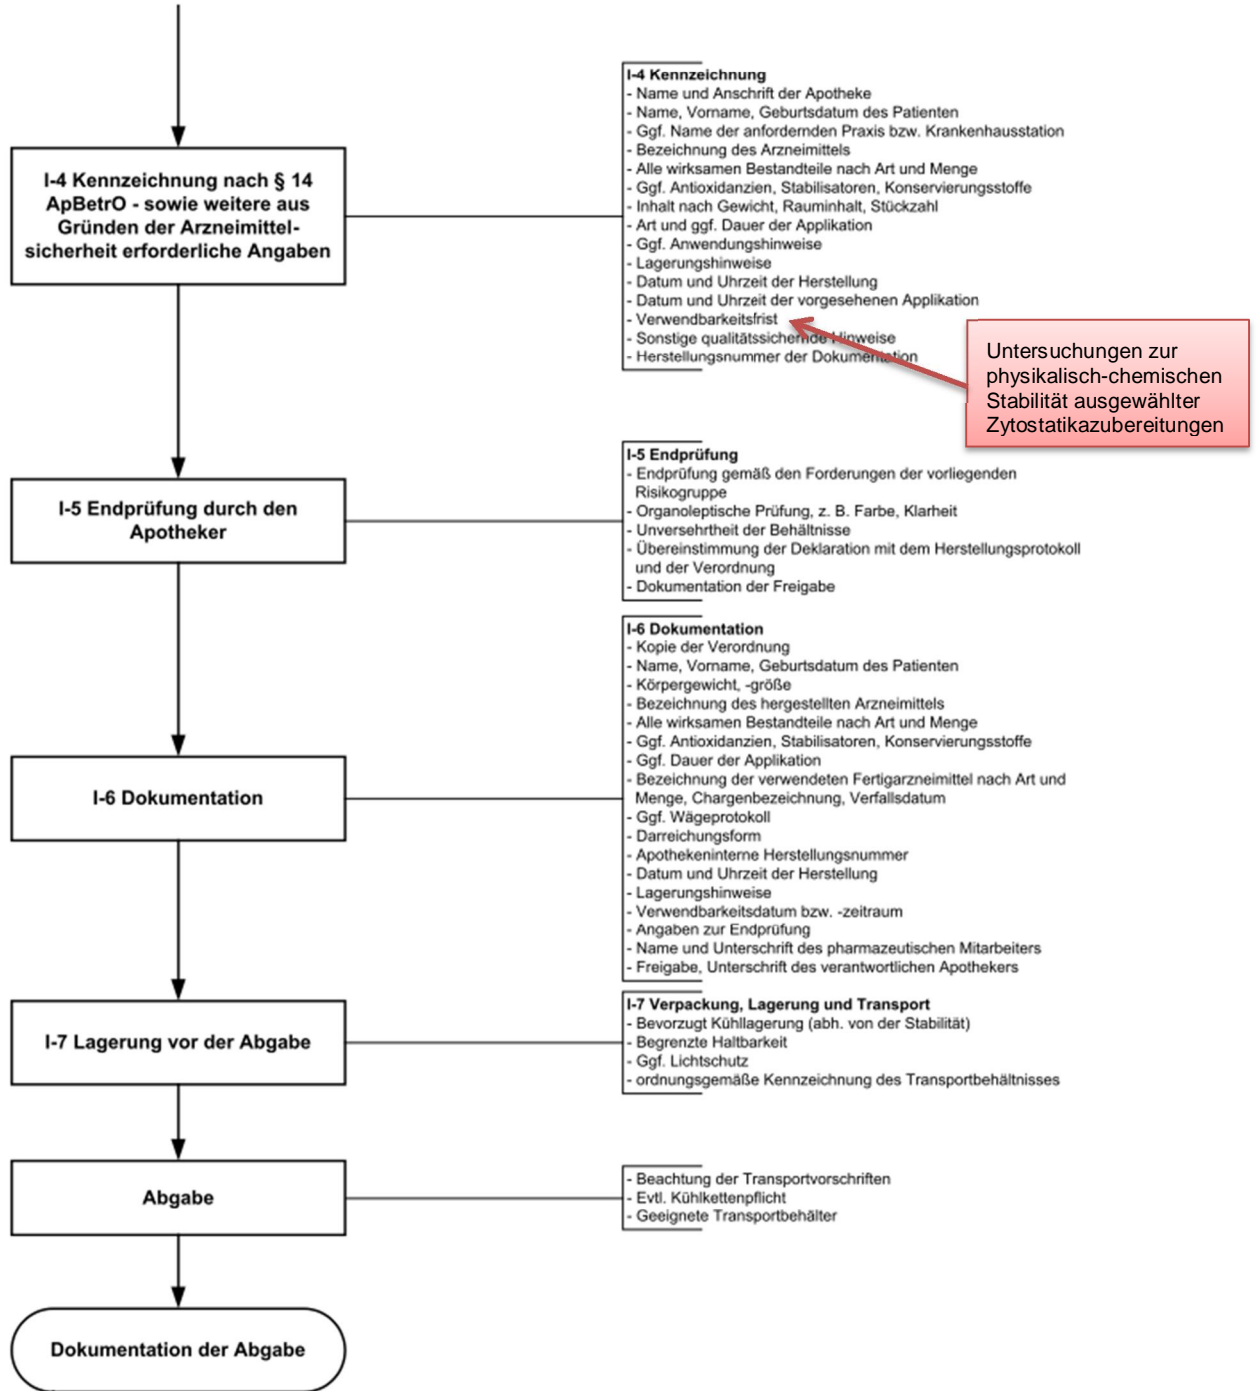 I-4 Kennzeichnung nach § 14
ApBetrO - sowie weitere aus
Gründen der Arzneimittel-
sicherheit erforderliche Angaben
I-4 Kennzeichnung
- Name und Anschrift der Apotheke
- Name, Vorname, Geburtsdatum des Patienten
- Ggf. Name der anfordernden Praxis bzw. Krankenhausstation
- Bezeichnung des Arzneimittels
- Alle wirksamen Bestandteile nach Art und Menge
- Ggf. Antioxidanzien, Stabilisatoren, Konservierungsstoffe
- Inhalt nach Gewicht, Rauminhalt, Stückzahl
- Art und ggf. Dauer der Applikation
- Ggf. Anwendungshinweise
- Lagerungshinweise
- Datum und Uhrzeit der Herstellung
- Datum und Uhrzeit der vorgesehenen Applikation
- Verwendbarkeitsfrist
- Sonstige qualitätssichernde Hinweise
- Herstellungsnummer der Dokumentation
Untersuchungen zur
physikalisch-chemischen
Stabilität ausgewählter
Zytostatikazubereitungen
I-5 Endprüfung durch den
Apotheker
I-5 Endprüfung
- Endprüfung gemäß den Forderungen der vorliegenden
Risikogruppe
- Organoleptische Prüfung, z. B. Farbe, Klarheit
- Unversehrtheit der Behältnisse
- Übereinstimmung der Deklaration mit dem Herstellungsprotokoll
und der Verordnung
- Dokumentation der Freigabe
I-6 Dokumentation
I-6 Dokumentation
- Kopie der Verordnung
- Name, Vorname, Geburtsdatum des Patienten
- Körpergewicht, -größe
- Bezeichnung des hergestellten Arzneimittels
- Alle wirksamen Bestandteile nach Art und Menge
- Ggf. Antioxidanzien, Stabilisatoren, Konservierungsstoffe
- Ggf. Dauer der Applikation
- Bezeichnung der verwendeten Fertigarzneimittel nach Art und
Menge, Chargenbezeichnung, Verfallsdatum
- Ggf. Wägeprotokoll
- Darreichungsform
- Apothekeninterne Herstellungsnummer
- Datum und Uhrzeit der Herstellung
- Lagerungshinweise
- Verwendbarkeitsdatum bzw. -zeitraum
- Angaben zur Endprüfung
- Name und Unterschrift des pharmazeutischen Mitarbeiters
- Freigabe, Unterschrift des verantwortlichen Apothekers
I-7 Lagerung vor der Abgabe
I-7 Verpackung, Lagerung und Transport
- Bevorzugt Kühllagerung (abh. von der Stabilität)
- Begrenzte Haltbarkeit
- Ggf. Lichtschutz
- ordnungsgemäße Kennzeichnung des Transportbehältnisses
Abgabe
- Beachtung der Transportvorschriften
- Evtl. Kühlkettenpflicht
- Geeignete Transportbehälter
Dokumentation der Abgabe